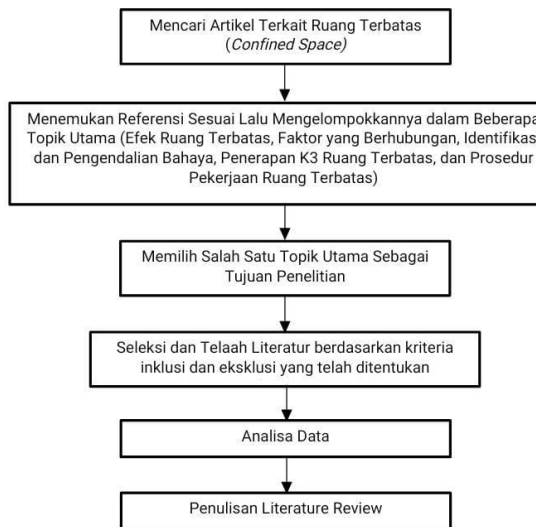 Mencari Artikel Terkait Ruang Terbatas
(Confined Space)
Menemukan Referensi Sesuai Lalu Mengelompokkannya dalam Beberapa
Topik Utama (Efek Ruang Terbatas, Faktor yang Berhubungan, Identifikas
dan Pengendalian Bahaya, Penerapan K3 Ruang Terbatas, dan Prosedur
Pekerjaan Ruang Terbatas)
Memilih Salah Satu Topik Utama Sebagai
Tujuan Penelitian
Seleksi dan Telaah Literatur berdasarkan kriteria
inklusi dan eksklusi yang telah ditentukan
Analisa Data
Penulisan Literature Review